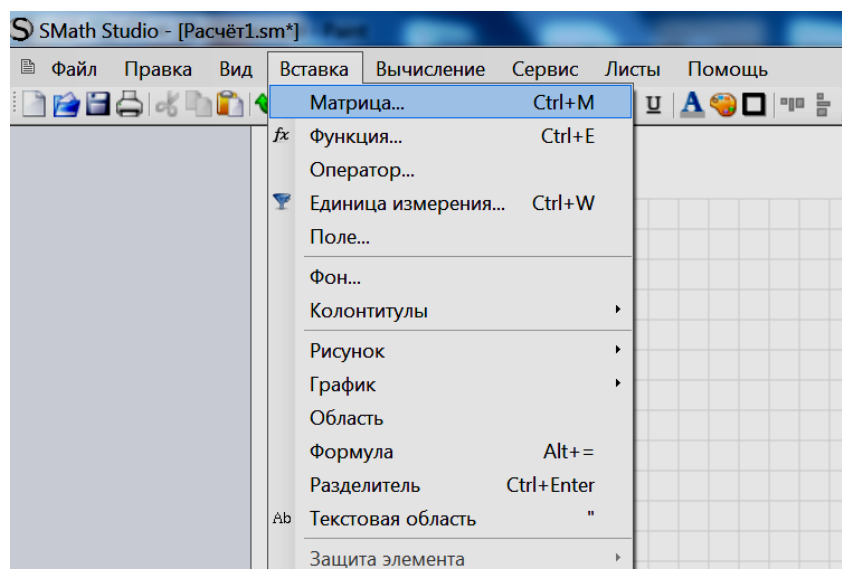 SMath Studio - [Расчёт1.sm*]
Файл Правка Вид Вставка Вычисление Сервис Листы Помощь
U A
Матрица... Ctrl+M
fx Функция... Ctrl+E
Оператор...
Единица измерения... Ctrl+W
Поле...
Фон...
Колонтитулы
Рисунок
График
Область
Формула Alt+=
Разделитель Ctrl+Enter
Ab Текстовая область "
Защита элемента